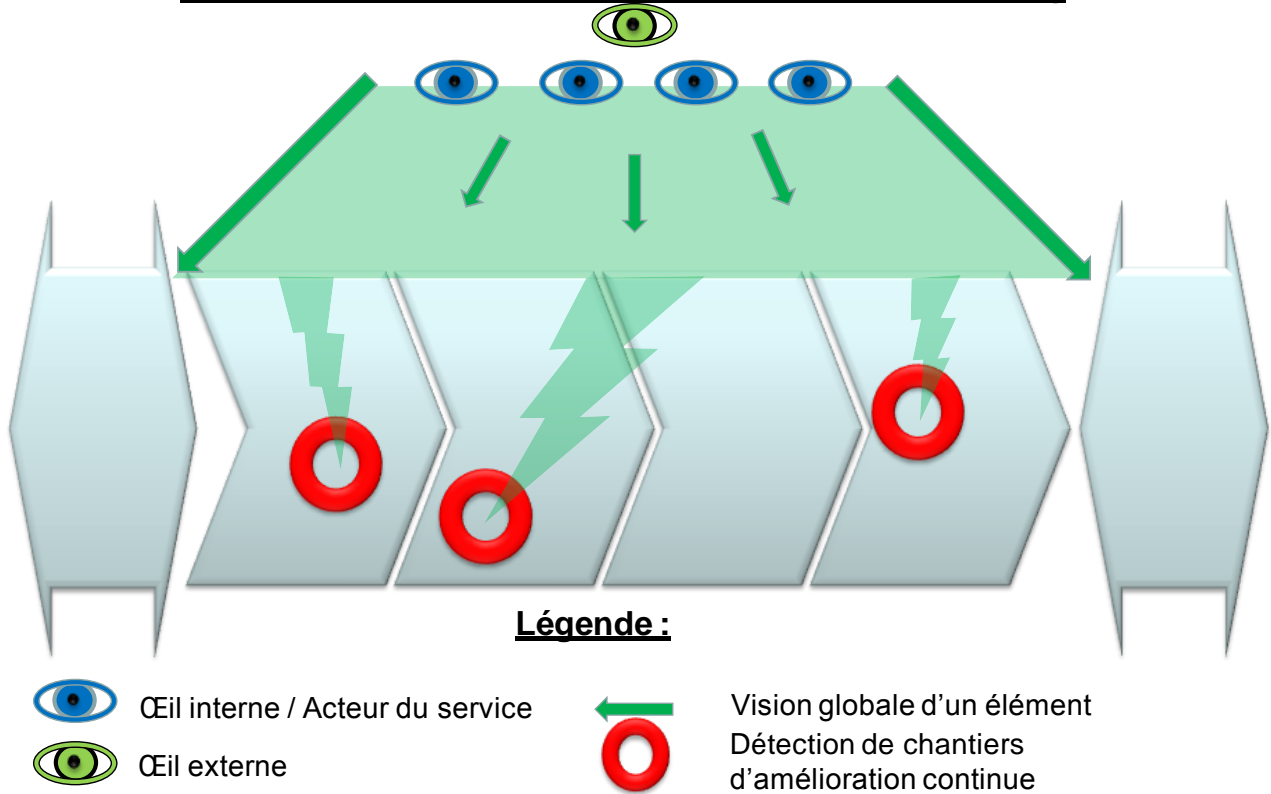 Légende :
Œil interne / Acteur du service
Œil externe
Vision globale d'un élément
Détection de chantiers
d'amélioration continue